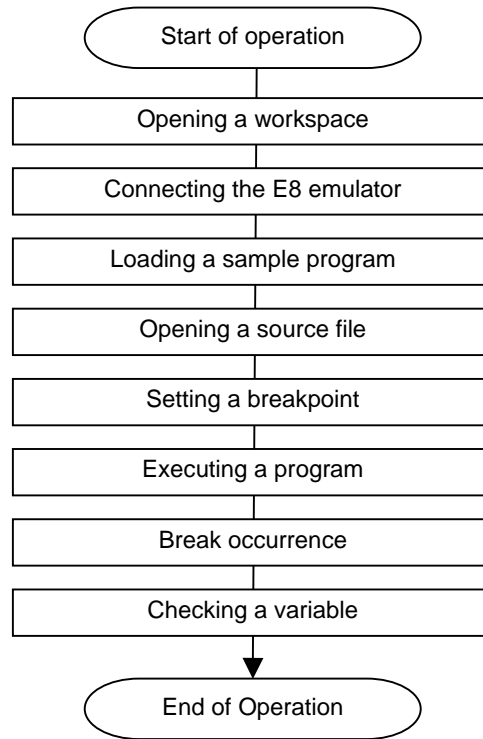 Start of operation
Opening a workspace
Connecting the E8 emulator
Loading a sample program
Opening a source file
Setting a breakpoint
Executing a program
Break occurrence
Checking a variable
End of Operation